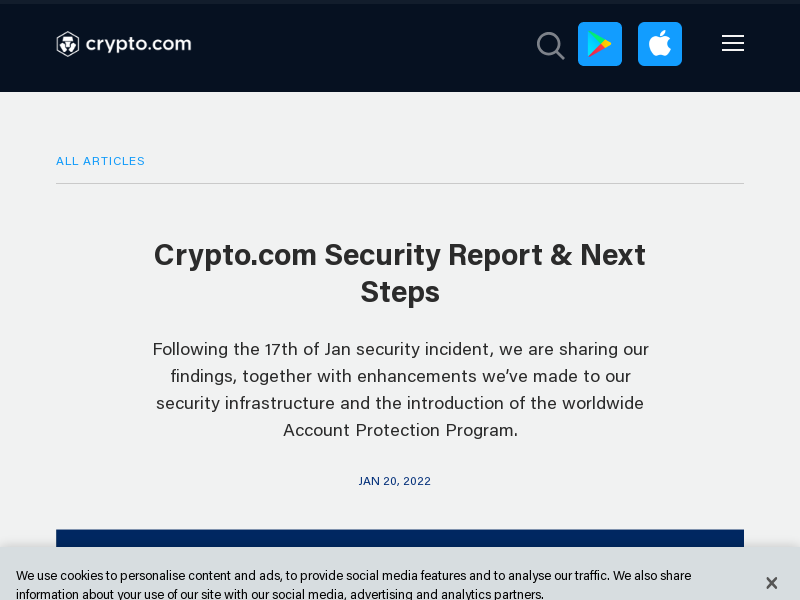 crypto.com
ALL ARTICLES
Crypto.com Security Report & Next
Steps
Following the 17th of Jan security incident, we are sharing our
findings, together with enhancements we’ve made to our
security infrastructure and the introduction of the worldwide
Account Protection Program.
JAN 20, 2022
We use cookies to personalise content and ads, to provide social media features and to analyse our traffic. We also share
information about your use of our site with our social media, advertising and analytics partners.